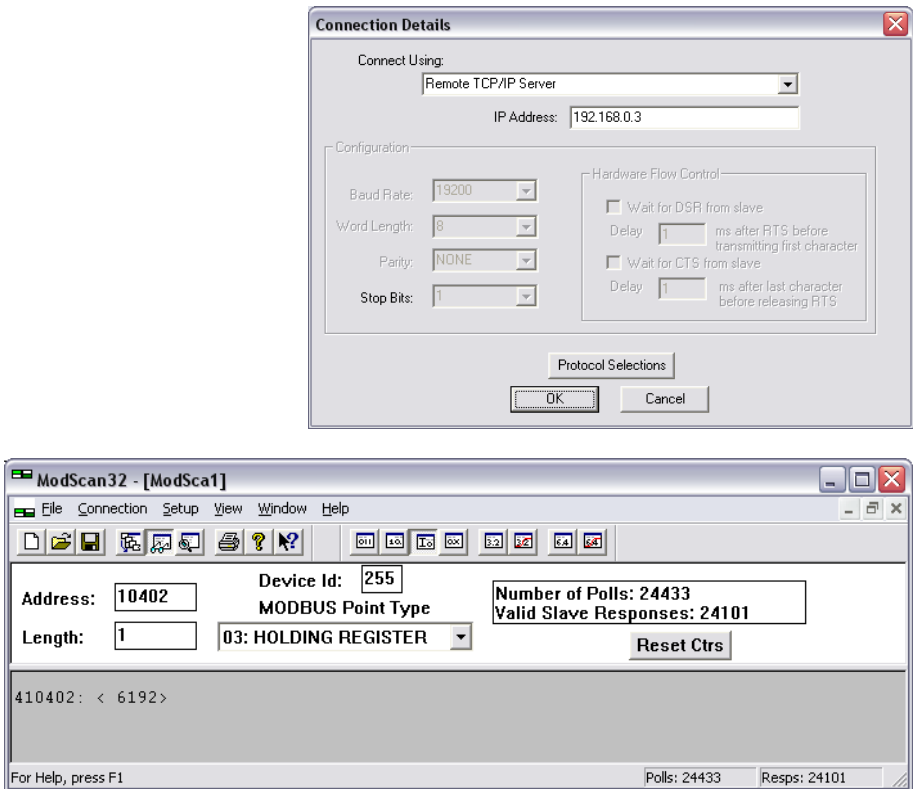 Connection Details
Connect Using:
Remote TCP/IP Server
IP Address: 192.168.0.3
Configuration
Baud Rate: 19200
Word Length: 8
Parity: NONE
Stop Bits: 1
Hardware Flow Control
Wait for DSR from slave
Delay 1 ms after RTS before transmitting first character
Wait for CTS from slave
Delay 1 ms after last character before releasing RTS
Protocol Selections
OK Cancel
ModScan32 - [ModSca1]
File Connection Setup View Window Help
Address: 10402
Length: 1
Device Id: 255
MODBUS Point Type
03: HOLDING REGISTER
Number of Polls: 24433
Valid Slave Responses: 24101
Reset Ctrs
410402: < 6192>
For Help, press F1
Polls: 24433
Resps: 24101